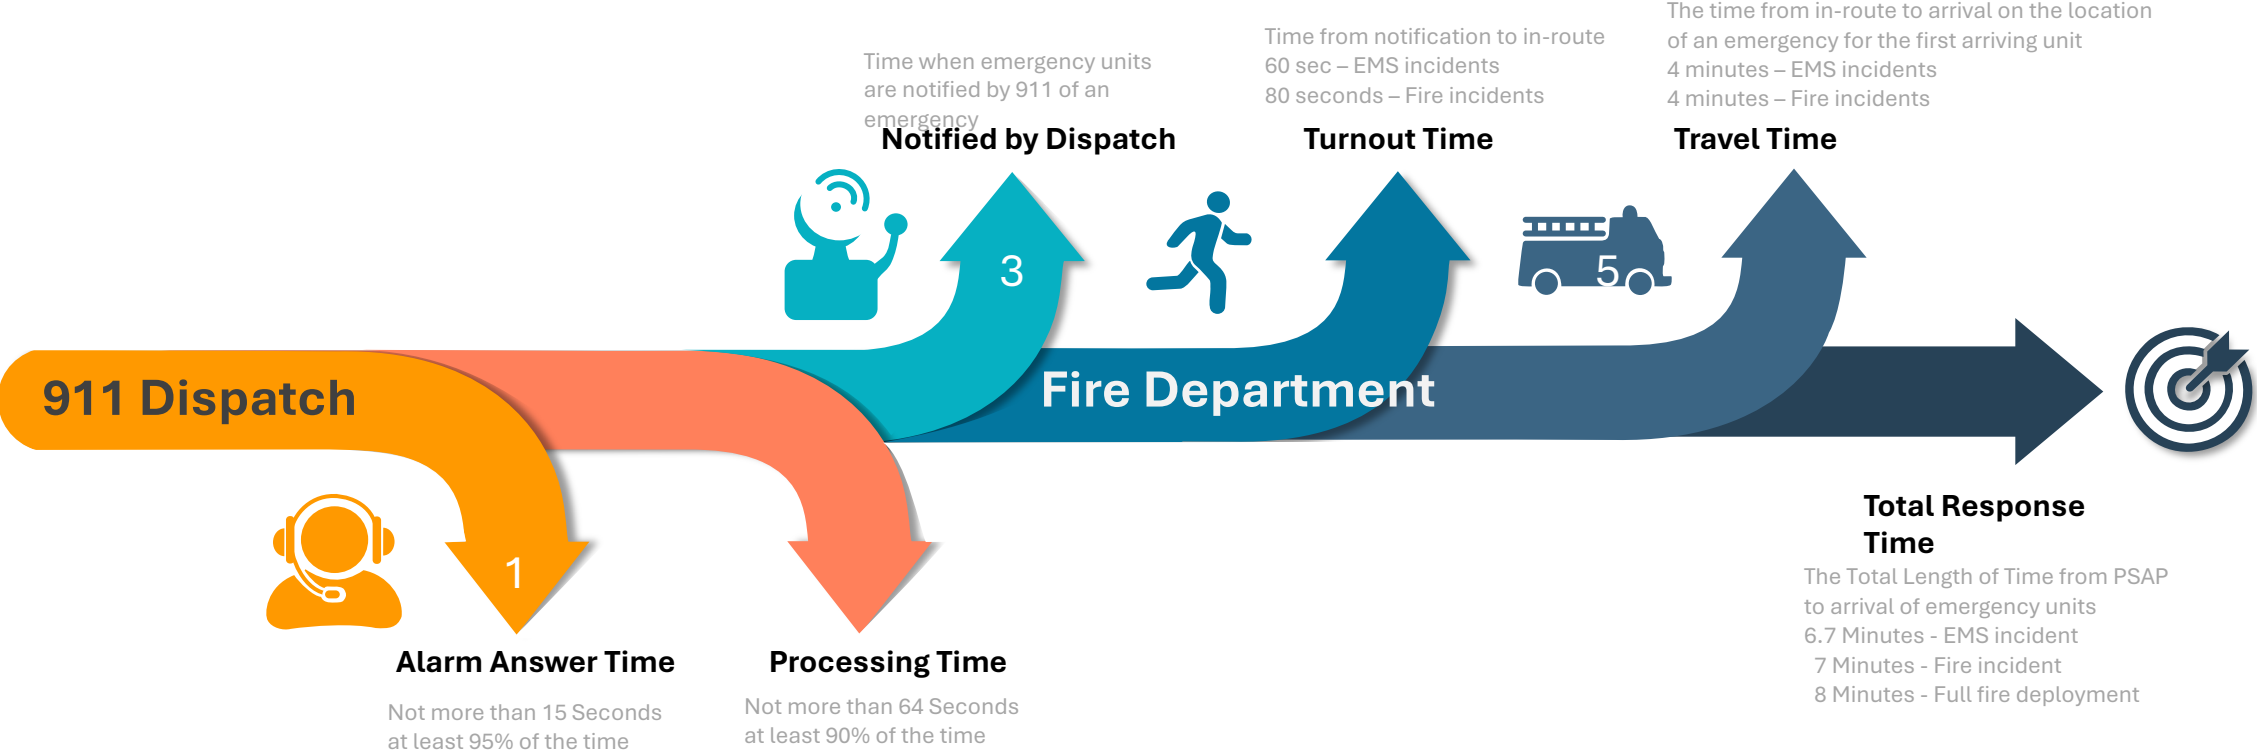 Time when emergency units
are notified by 911 of an
emergency
Notified by Dispatch
Time from notification to in-route
60 sec – EMS incidents
80 seconds – Fire incidents
Turnout Time
The time from in-route to arrival on the location
of an emergency for the first arriving unit
4 minutes – EMS incidents
4 minutes – Fire incidents
Travel Time
3
5
911 Dispatch
Fire Department
1
Alarm Answer Time
Not more than 15 Seconds
at least 95% of the time
Processing Time
Not more than 64 Seconds
at least 90% of the time
Total Response
Time
The Total Length of Time from PSAP
to arrival of emergency units
6.7 Minutes - EMS incident
7 Minutes - Fire incident
8 Minutes - Full fire deployment